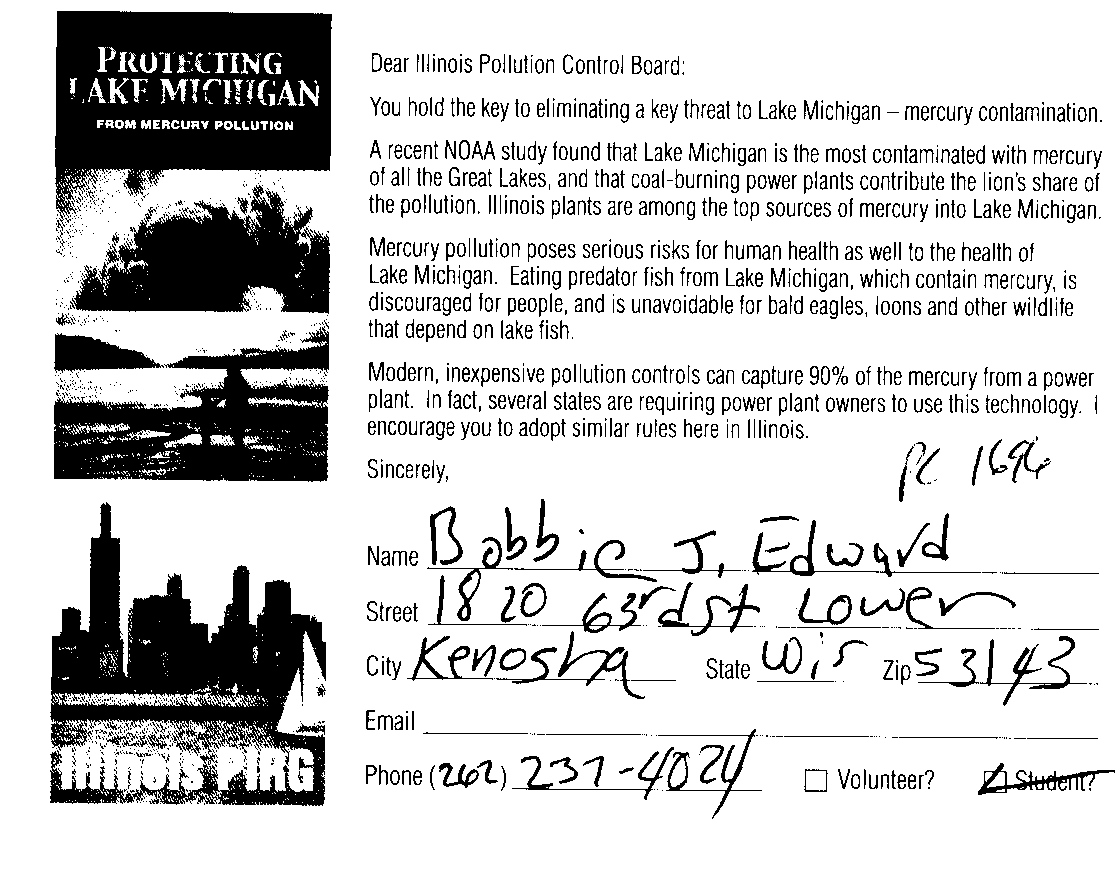 PROTECTING
LAKE MICHIGAN
FROM MERCURY POLLUTION
Illinois PIRG
Dear Illinois Pollution Control Board:
You hold the key to eliminating a key threat to Lake Michigan – mercury contamination.
A recent NOAA study found that Lake Michigan is the most contaminated with mercury
of all the Great Lakes, and that coal-burning power plants contribute the lion's share of
the pollution. Illinois plants are among the top sources of mercury into Lake Michigan.
Mercury pollution poses serious risks for human health as well to the health of
Lake Michigan. Eating predator fish from Lake Michigan, which contain mercury, is
discouraged for people, and is unavoidable for bald eagles, loons and other wildlife
that depend on lake fish.
Modern, inexpensive pollution controls can capture 90% of the mercury from a power
plant. In fact, several states are requiring power plant owners to use this technology. I
encourage you to adopt similar rules here in Illinois.
Sincerely,
PC 1696
Name Bobbie J. Edward
Street 1820 63rd st Lower
City Kenosha State Wis Zip 53143
Email
Phone (262) 237-4024 Volunteer? Student?